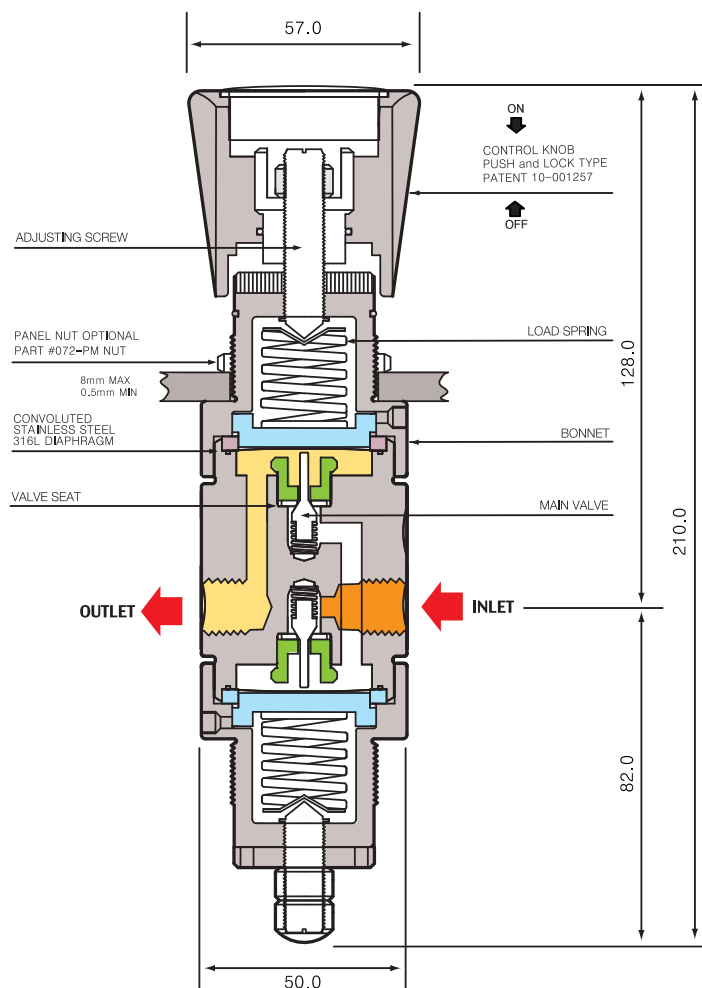 57.0
ON
CONTROL KNOB
PUSH and LOCK TYPE
PATENT 10-001257
OFF
ADJUSTING SCREW
PANEL NUT OPTIONAL
PART #072-PM NUT
LOAD SPRING
8mm MAX
0.5mm MIN
128.0
CONVOLUTED
STAINLESS STEEL
316L DIAPHRAGM
BONNET
VALVE SEAT
MAIN VALVE
210.0
OUTLET
INLET
82.0
50.0